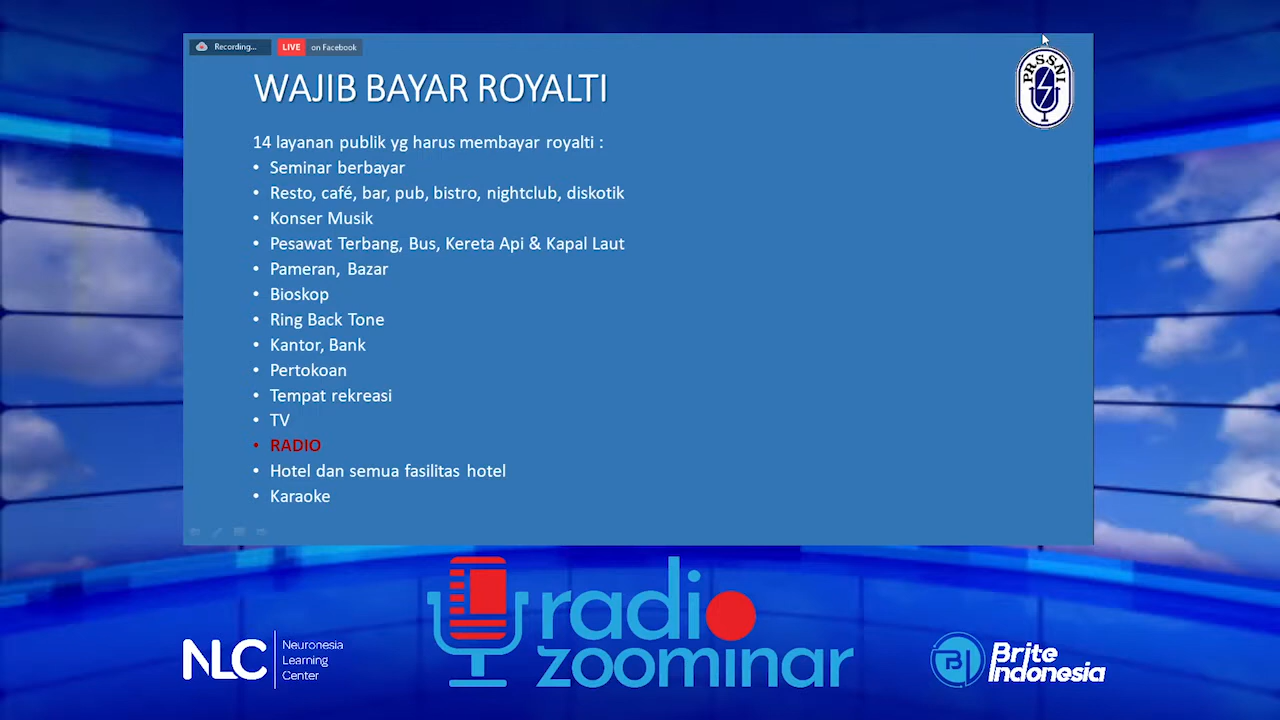 Recording...
LIVE on Facebook
WAJIB BAYAR ROYALTI
PRSSNI
14 layanan publik yg harus membayar royalti :
• Seminar berbayar
• Resto, café, bar, pub, bistro, nightclub, diskotik
• Konser Musik
• Pesawat Terbang, Bus, Kereta Api & Kapal Laut
• Pameran, Bazar
• Bioskop
• Ring Back Tone
• Kantor, Bank
• Pertokoan
• Tempat rekreasi
• TV
• RADIO
• Hotel dan semua fasilitas hotel
• Karaoke
NLC
Neuronesia
Learning
Center
radio
zoominar
Brite
Indonesia